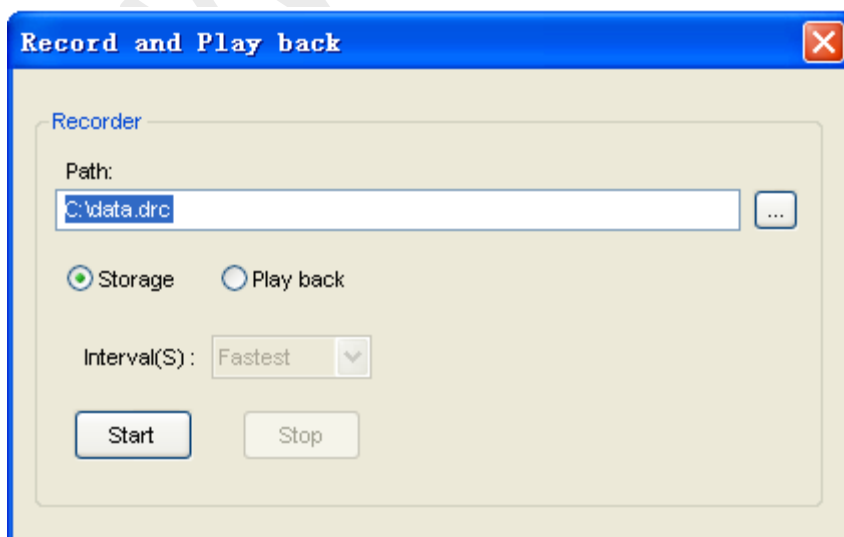 Record and Play back
Recorder
Path:
C:\data.drc
...
Storage Play back
Interval(S) : Fastest
Start Stop